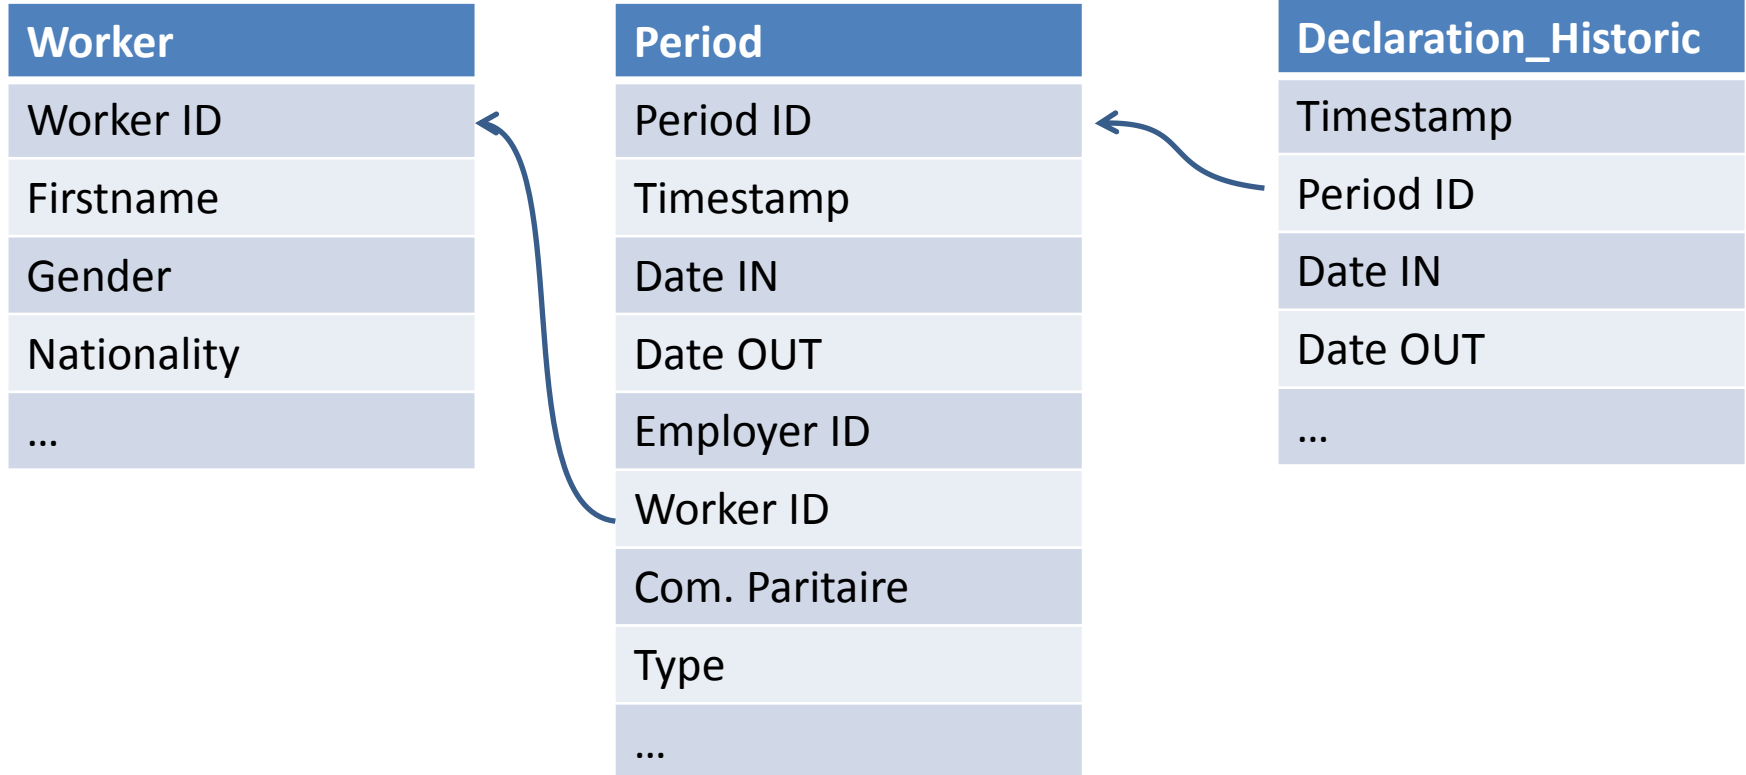 Worker
Worker ID
Firstname
Gender
Nationality
...
Period
Period ID
Timestamp
Date IN
Date OUT
Employer ID
Worker ID
Com. Paritaire
Type
...
Declaration_Historic
Timestamp
Period ID
Date IN
Date OUT
...